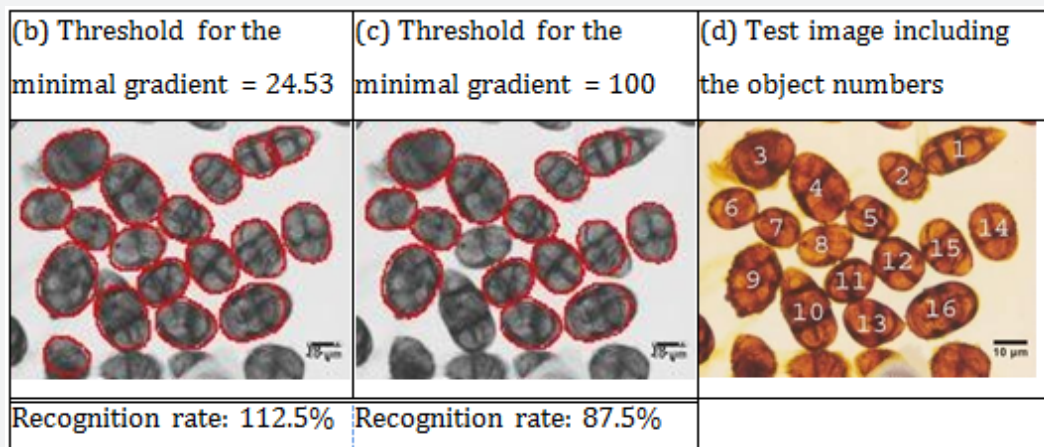 (b) Threshold for the
minimal gradient = 24.53
(c) Threshold for the
minimal gradient = 100
(d) Test image including
the object numbers
1
2
3
4
5
6
7
8
9
10
11
12
13
14
15
16
10 µm
Recognition rate: 112.5%
Recognition rate: 87.5%